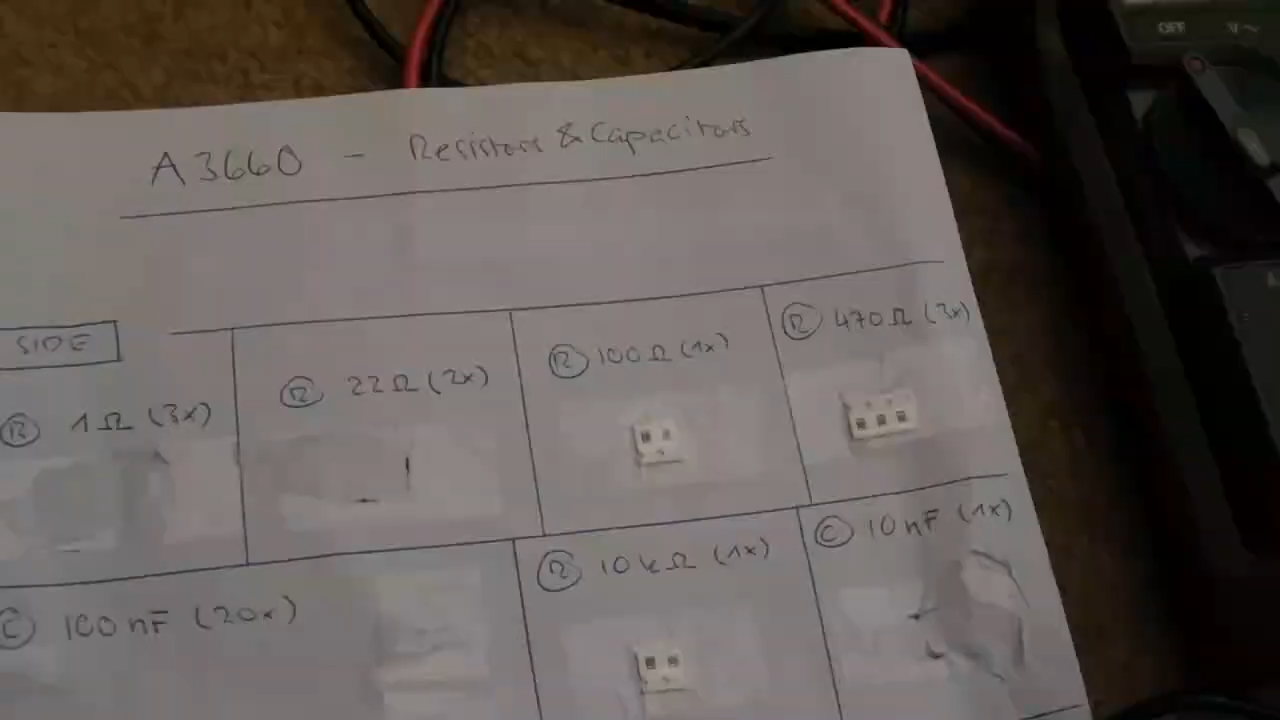 OFF V~
A3660 - Resistors & Capacitors
SIDE
R 1Ω (3x)
R 22Ω (2x)
R 100Ω (1x)
R 470Ω (3x)
C 100nF (20x)
R 10kΩ (1x)
C 10nF (1x)